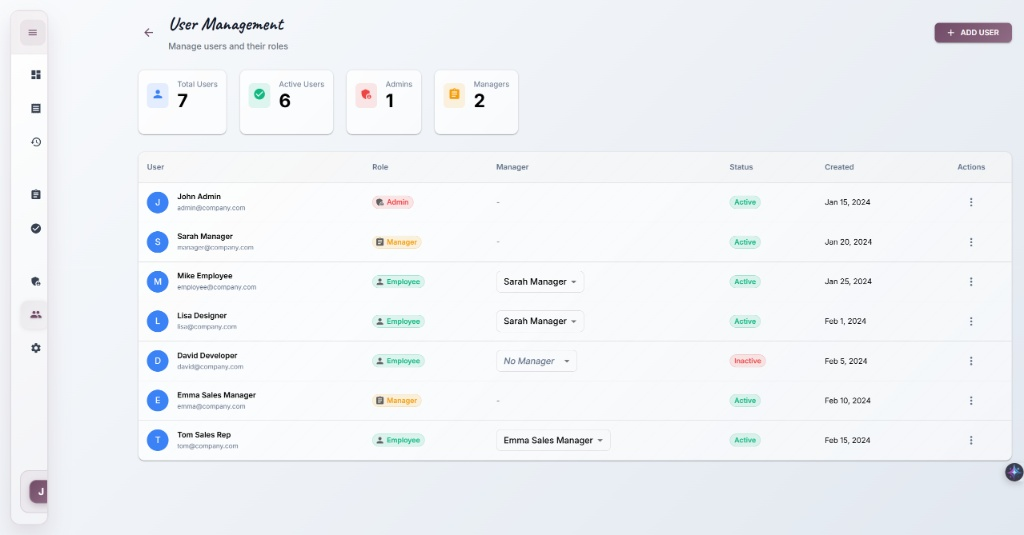 User Management
Manage users and their roles
ADD USER
Total Users
7
Active Users
6
Admins
1
Managers
2
User Role Manager Status Created Actions
J John Admin Admin - Active Jan 15, 2024
admin@company.com
S Sarah Manager Manager - Active Jan 20, 2024
manager@company.com
M Mike Employee Employee Sarah Manager Active Jan 25, 2024
employee@company.com
L Lisa Designer Employee Sarah Manager Active Feb 1, 2024
lisa@company.com
D David Developer Employee No Manager Inactive Feb 5, 2024
david@company.com
E Emma Sales Manager Manager - Active Feb 10, 2024
emma@company.com
T Tom Sales Rep Employee Emma Sales Manager Active Feb 15, 2024
tom@company.com
J